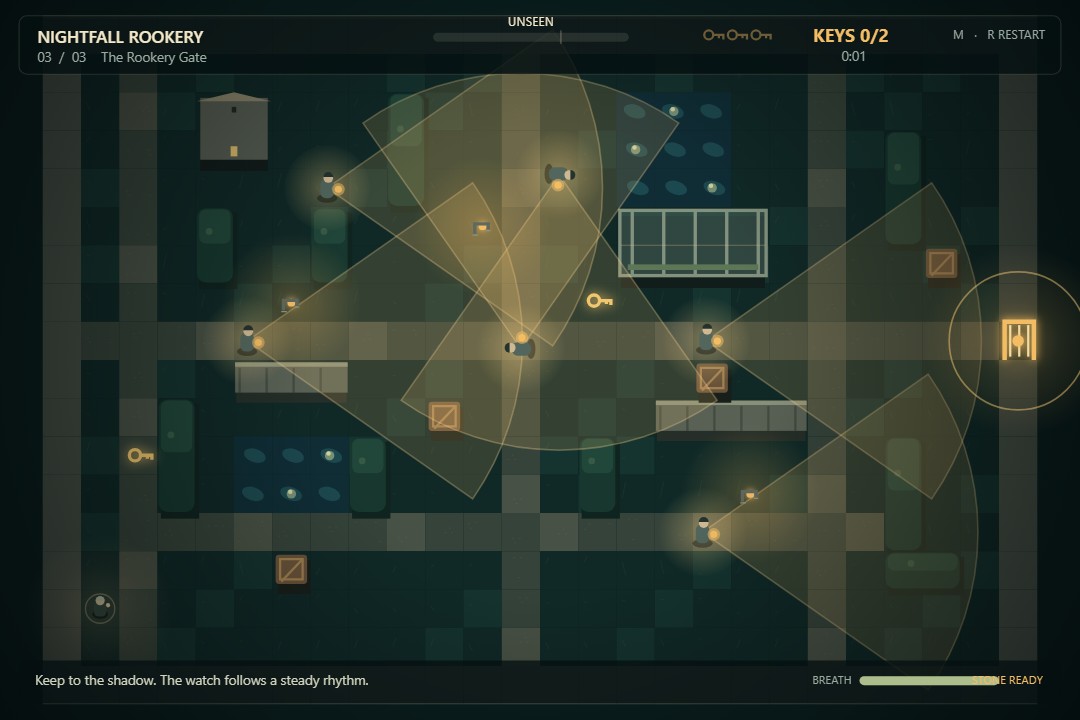 UNSEEN
NIGHTFALL ROOKERY
KEYS 0/2
M · R RESTART
03 / 03 The Rookery Gate
0:01
Keep to the shadow. The watch follows a steady rhythm.
BREATH
STONE READY